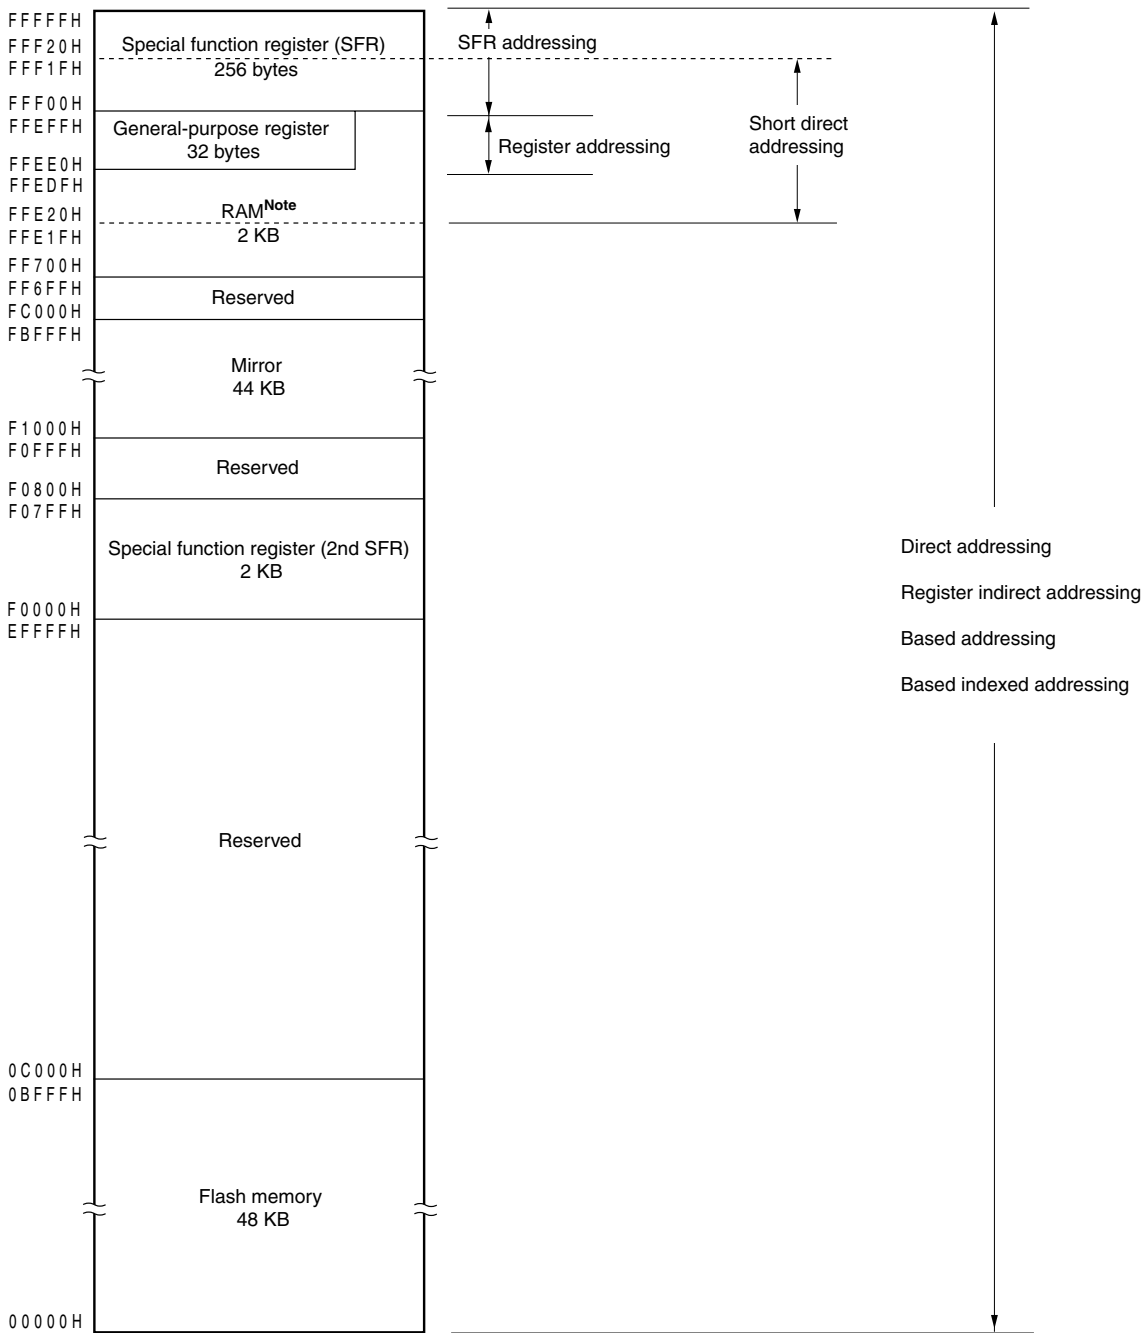 FFFFFH
FFF20H
FFF1FH
FFF00H
FFEFFH
FFEE0H
FFEDFH
FFE20H
FFE1FH
FF700H
FF6FFH
FC000H
FBFFFH
F1000H
F0FFFH
F0800H
F07FFH
F0000H
EFFFFH
0C000H
0BFFFH
00000H
Special function register (SFR)
256 bytes
General-purpose register
32 bytes
RAMNote
2 KB
Reserved
Mirror
44 KB
Reserved
Special function register (2nd SFR)
2 KB
Reserved
Flash memory
48 KB
SFR addressing
Register addressing
Short direct
addressing
Direct addressing
Register indirect addressing
Based addressing
Based indexed addressing